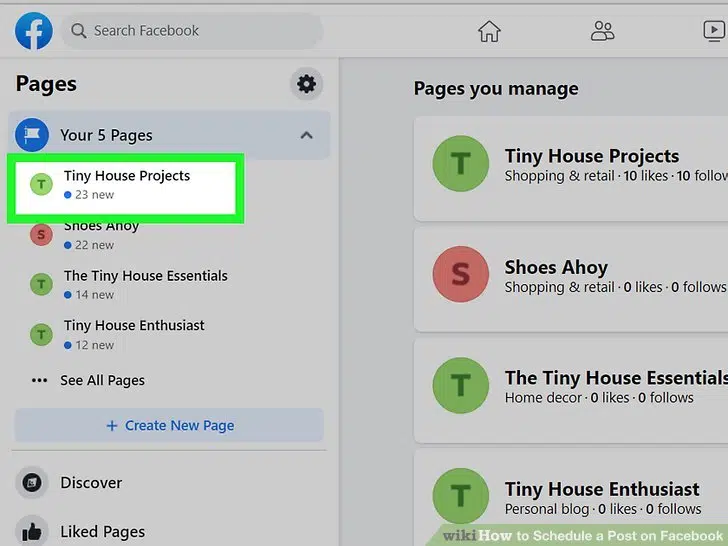 Search Facebook
Pages
Your 5 Pages
T
Tiny House Projects
23 new
S
Shoes Ahoy
22 new
T
The Tiny House Essentials
14 new
T
Tiny House Enthusiast
12 new
See All Pages
+ Create New Page
Discover
Liked Pages
Pages you manage
T
Tiny House Projects
Shopping & retail · 10 likes · 10 follow
S
Shoes Ahoy
Shopping & retail · 0 likes · 0 follows
T
The Tiny House Essentials
Home decor · 0 likes · 0 follows
T
Tiny House Enthusiast
Personal blog · 0 likes · 0 follows
wikiHow to Schedule a Post on Facebook